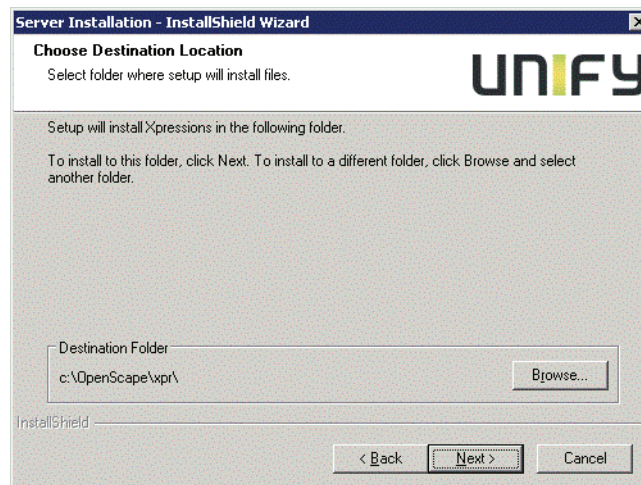 Server Installation - InstallShield Wizard
Choose Destination Location
Select folder where setup will install files.
UNIFY
Setup will install Xpressions in the following folder.
To install to this folder, click Next. To install to a different folder, click Browse and select
another folder.
Destination Folder
c:\OpenScape\xpr\
Browse...
InstallShield
< Back
Next >
Cancel